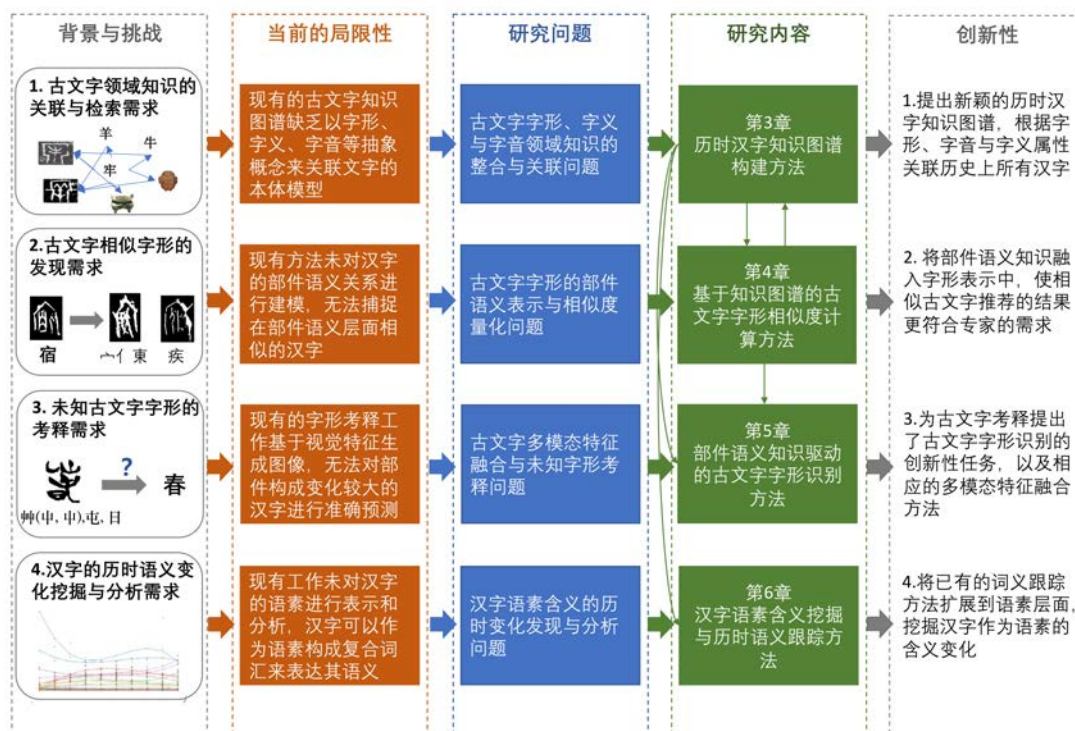 背景与挑战
当前的局限性
研究问题
研究内容
创新性
1. 古文字领域知识的
关联与检索需求
羊
牛
牢
现有的古文字知识
图谱缺乏以字形、
字义、字音等抽象
概念来关联文字的
本体模型
古文字字形、字义
与字音领域知识的
整合与关联问题
第3章
历时汉字知识图谱
构建方法
1.提出新颖的历时汉
字知识图谱，根据字
形、字音与字义属性
关联历史上所有汉字
2.古文字相似字形的
发现需求
宿
宀亻東
疾
现有方法未对汉字
的部件语义关系进
行建模，无法捕捉
在部件语义层面相
似的汉字
古文字字形的部件
语义表示与相似度
量化问题
第4章
基于知识图谱的古
文字字形相似度计
算方法
2. 将部件语义知识融
入字形表示中，使相
似古文字推荐的结果
更符合专家的需求
3. 未知古文字字形的
考释需求
?
春
艸(屮, 屮),屯, 日
现有的字形考释工
作基于视觉特征生
成图像，无法对部
件构成变化较大的
汉字进行准确预测
古文字多模态特征
融合与未知字形考
释问题
第5章
部件语义知识驱动
的古文字字形识别
方法
3.为古文字考释提出
了古文字字形识别的
创新性任务，以及相
应的多模态特征融合
方法
4.汉字的历时语义变
化挖掘与分析需求
现有工作未对汉字
的语素进行表示和
分析，汉字可以作
为语素构成复合词
汇来表达其语义
汉字语素含义的历
时变化发现与分析
问题
第6章
汉字语素含义挖掘
与历时语义跟踪方
法
4.将已有的词义跟踪
方法扩展到语素层面，
挖掘汉字作为语素的
含义变化